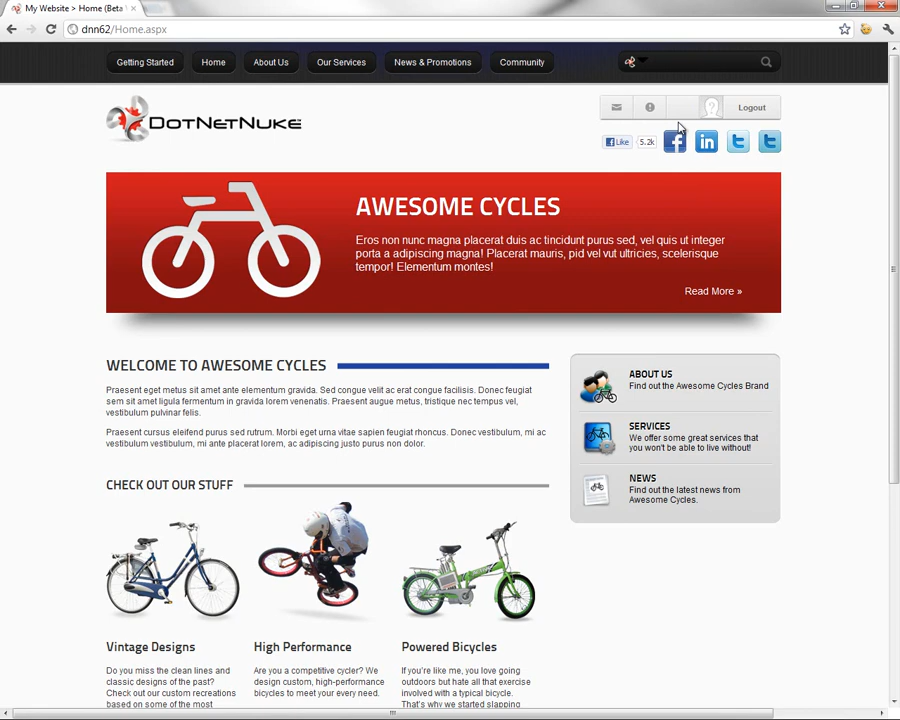 My Website > Home (Beta
dnn62/Home.aspx
Getting Started
Home
About Us
Our Services
News & Promotions
Community
DotNetNuke
Logout
Like
5.2k
AWESOME CYCLES
Eros non nunc magna placerat duis ac tincidunt purus sed, vel quis ut integer
porta a adipiscing magna! Placerat mauris, pid vel vut ultricies, scelerisque
tempor! Elementum montes!
Read More »
WELCOME TO AWESOME CYCLES
Praesent eget metus sit amet ante elementum gravida. Sed congue velit ac erat congue facilisis. Donec feugiat
sem sit amet ligula fermentum in gravida lorem venenatis. Praesent augue metus, tristique nec tempus vel,
vestibulum pulvinar felis.
Praesent cursus eleifend purus sed rutrum. Morbi eget urna vitae sapien feugiat rhoncus. Donec vestibulum, mi ac
vestibulum vestibulum, mi ante placerat lorem, ac adipiscing justo purus non dolor.
ABOUT US
Find out the Awesome Cycles Brand
SERVICES
We offer some great services that
you won't be able to live without!
NEWS
Find out the latest news from
Awesome Cycles.
CHECK OUT OUR STUFF
Vintage Designs
Do you miss the clean lines and
classic designs of the past?
Check out our custom recreations
based on some of the most
High Performance
Are you a competitive cycler? We
design custom, high-performance
bicycles to meet your every need.
Powered Bicycles
If you're like me, you love going
outdoors but hate all that exercise
involved with a typical bicycle.
That's why we started slapping